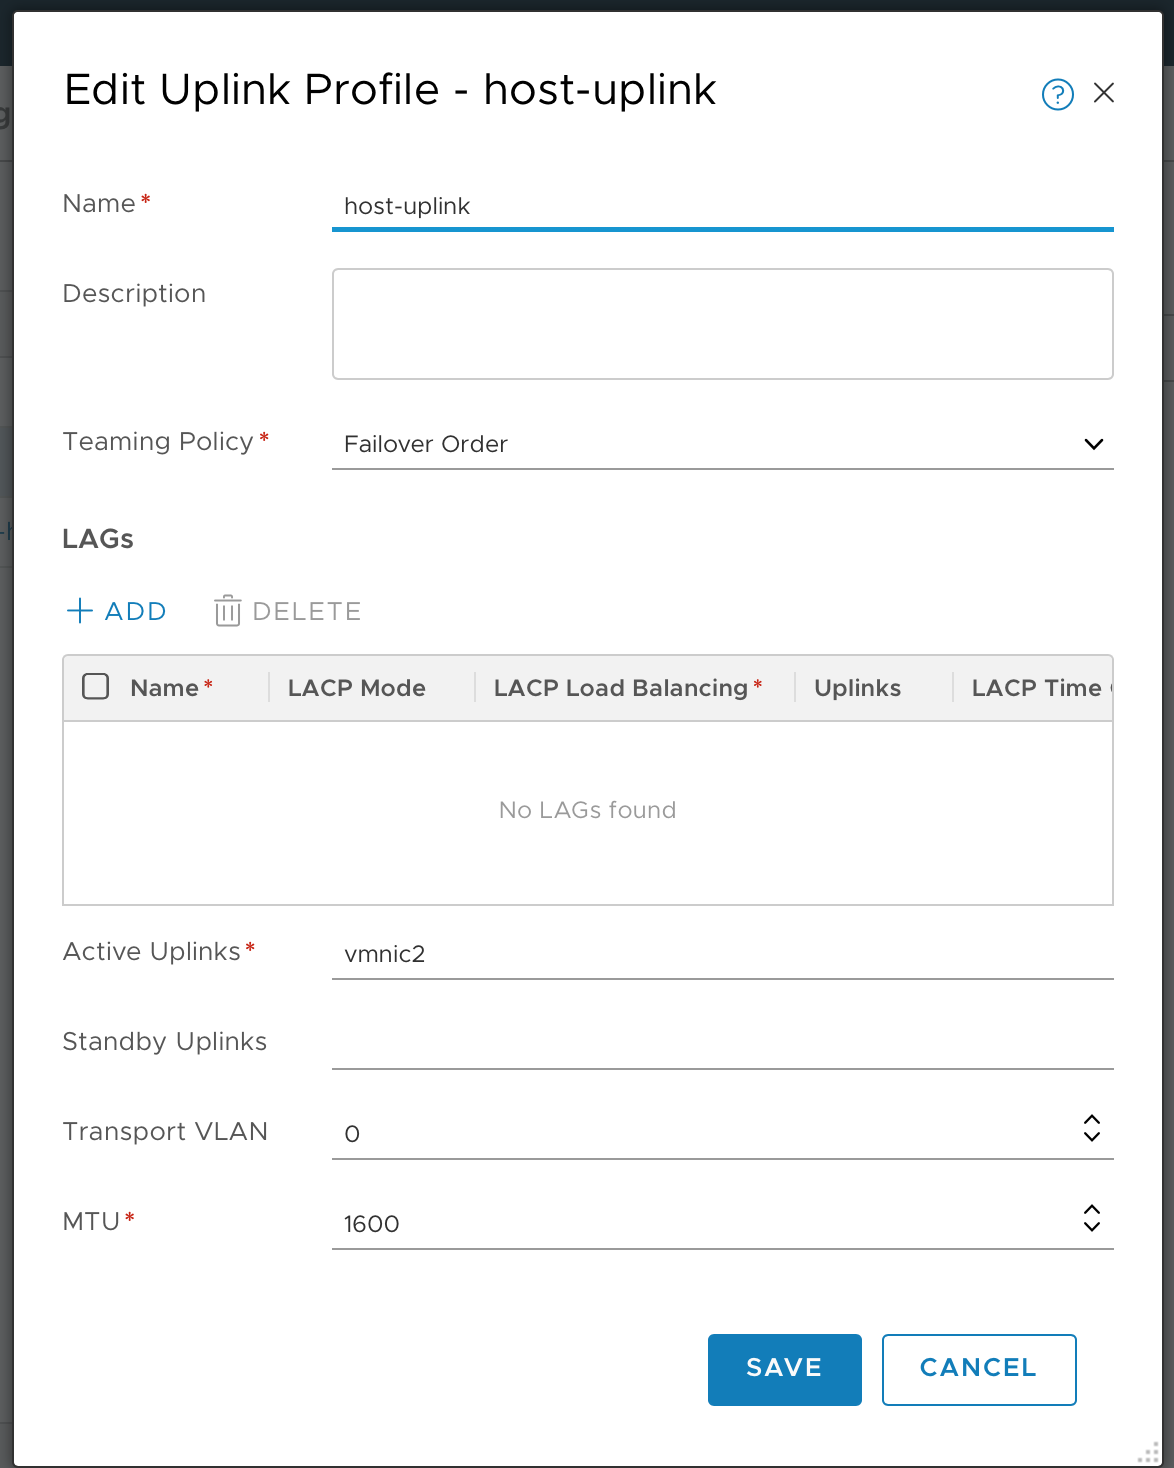 Edit Uplink Profile - host-uplink
?
Name*
host-uplink
Description
Teaming Policy*
Failover Order
LAGs
ADD
DELETE
Name* LACP Mode LACP Load Balancing* Uplinks LACP Time
No LAGs found
Active Uplinks*
vmnic2
Standby Uplinks
Transport VLAN
0
MTU*
1600
SAVE
CANCEL